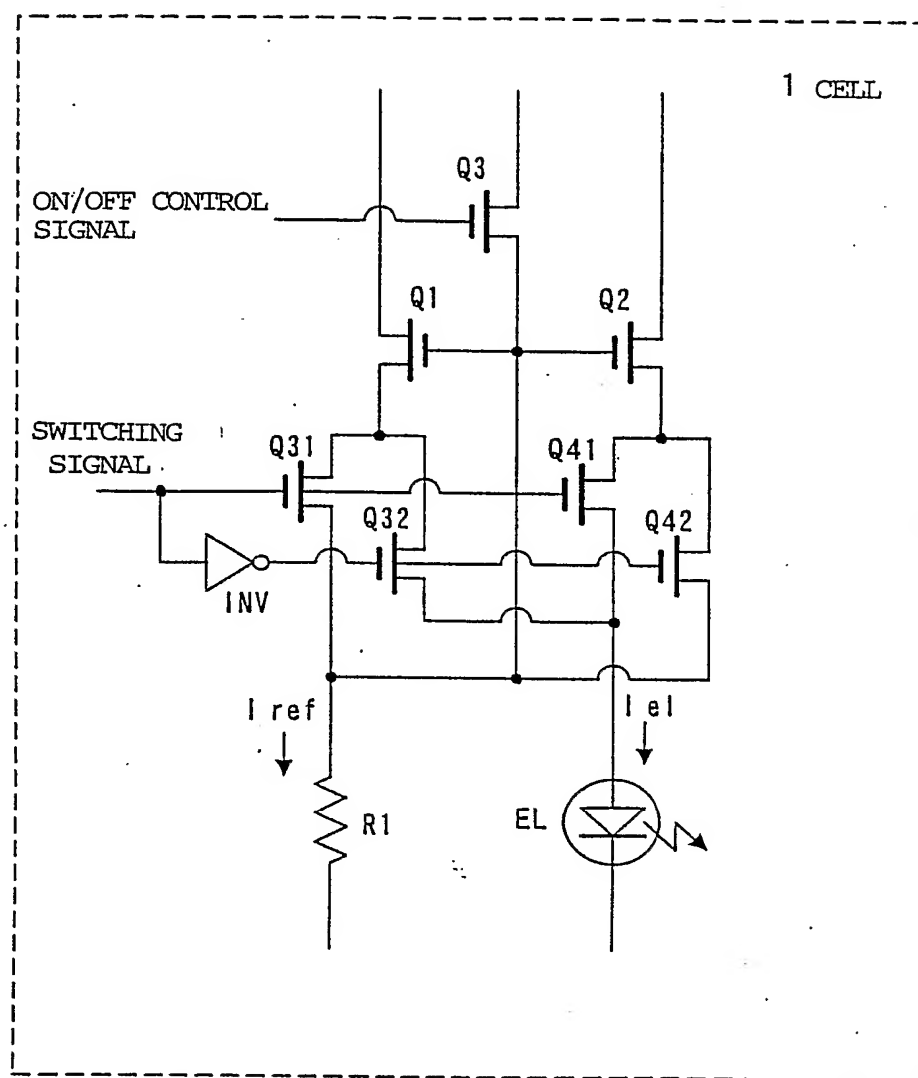 1 CELL
Q3
ON/OFF CONTROL
SIGNAL
Q1
Q2
SWITCHING
SIGNAL
Q31
Q41
Q32
Q42
INV
I ref
I el
R1
EL